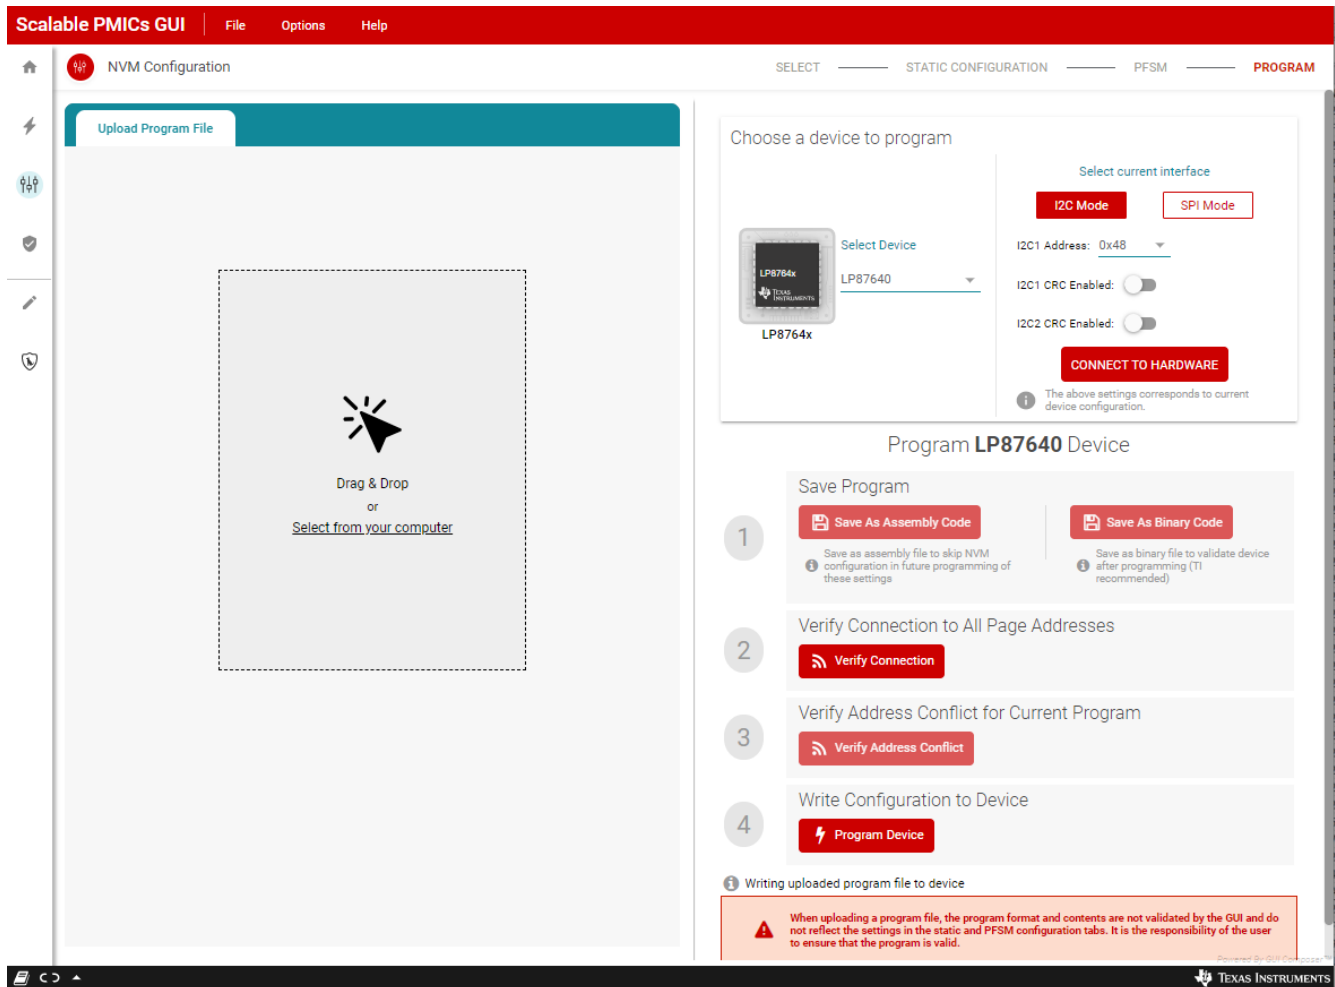 Scalable PMICs GUI
File
Options
Help
NVM Configuration
SELECT
STATIC CONFIGURATION
PFSM
PROGRAM
Upload Program File
Drag & Drop
or
Select from your computer
Choose a device to program
LP8764x
TEXAS
INSTRUMENTS
LP8764x
Select Device
LP87640
Select current interface
I2C Mode
SPI Mode
I2C1 Address: 0x48
I2C1 CRC Enabled:
I2C2 CRC Enabled:
CONNECT TO HARDWARE
The above settings corresponds to current
device configuration.
Program LP87640 Device
1
Save Program
Save As Assembly Code
Save as assembly file to skip NVM
configuration in future programming of
these settings
Save As Binary Code
Save as binary file to validate device
after programming (TI
recommended)
2
Verify Connection to All Page Addresses
Verify Connection
3
Verify Address Conflict for Current Program
Verify Address Conflict
4
Write Configuration to Device
Program Device
Writing uploaded program file to device
When uploading a program file, the program format and contents are not validated by the GUI and do
not reflect the settings in the static and PFSM configuration tabs. It is the responsibility of the user
to ensure that the program is valid.
Powered By GUI Composer™
TEXAS INSTRUMENTS